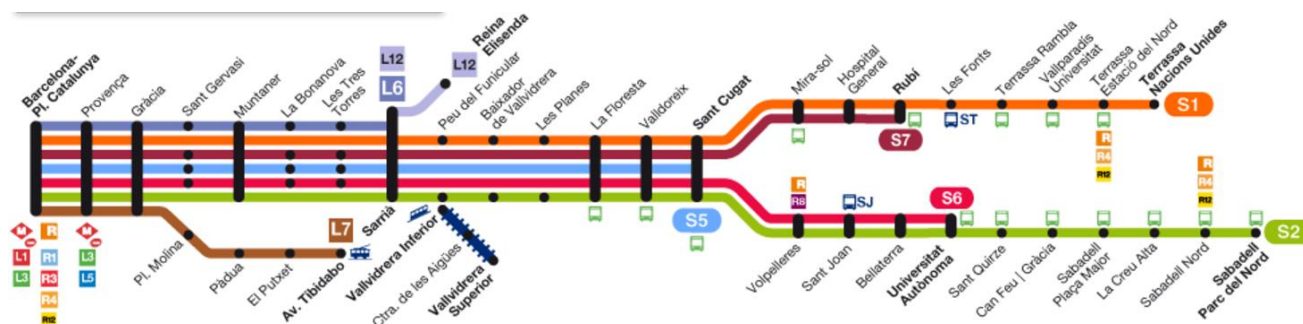 Barcelona-
Pl. Catalunya
Provença
Gràcia
Sant Gervasi
Muntaner
La Bonanova
Les Tres
Torres
L12
L6
L12
Reina
Elisenda
Peu del Funicular
Baixador
de Vallvidrera
Les Planes
La Floresta
Valldoreix
Sant Cugat
Mira-sol
Hospital
General
Rubí
Les Fonts
Terrassa Rambla
Vallparadís
Universitat
Terrassa
Estació del Nord
Terrassa
Nacions Unides
S1
ST
S7
R
R4
R12
R
R8
SJ
S6
R
R4
R12
S5
S2
M
L1
L3
R
R1
R3
R4
R12
M
L3
L5
Pl. Molina
Pàdua
El Putxet
Av. Tibidabo
L7
Sarrià
Vallvidrera Inferior
Ctra. de les Aigües
Vallvidrera
Superior
Volpelleres
Sant Joan
Bellaterra
Universitat
Autònoma
Sant Quirze
Can Feu | Gràcia
Sabadell
Plaça Major
La Creu Alta
Sabadell Nord
Sabadell
Parc del Nord